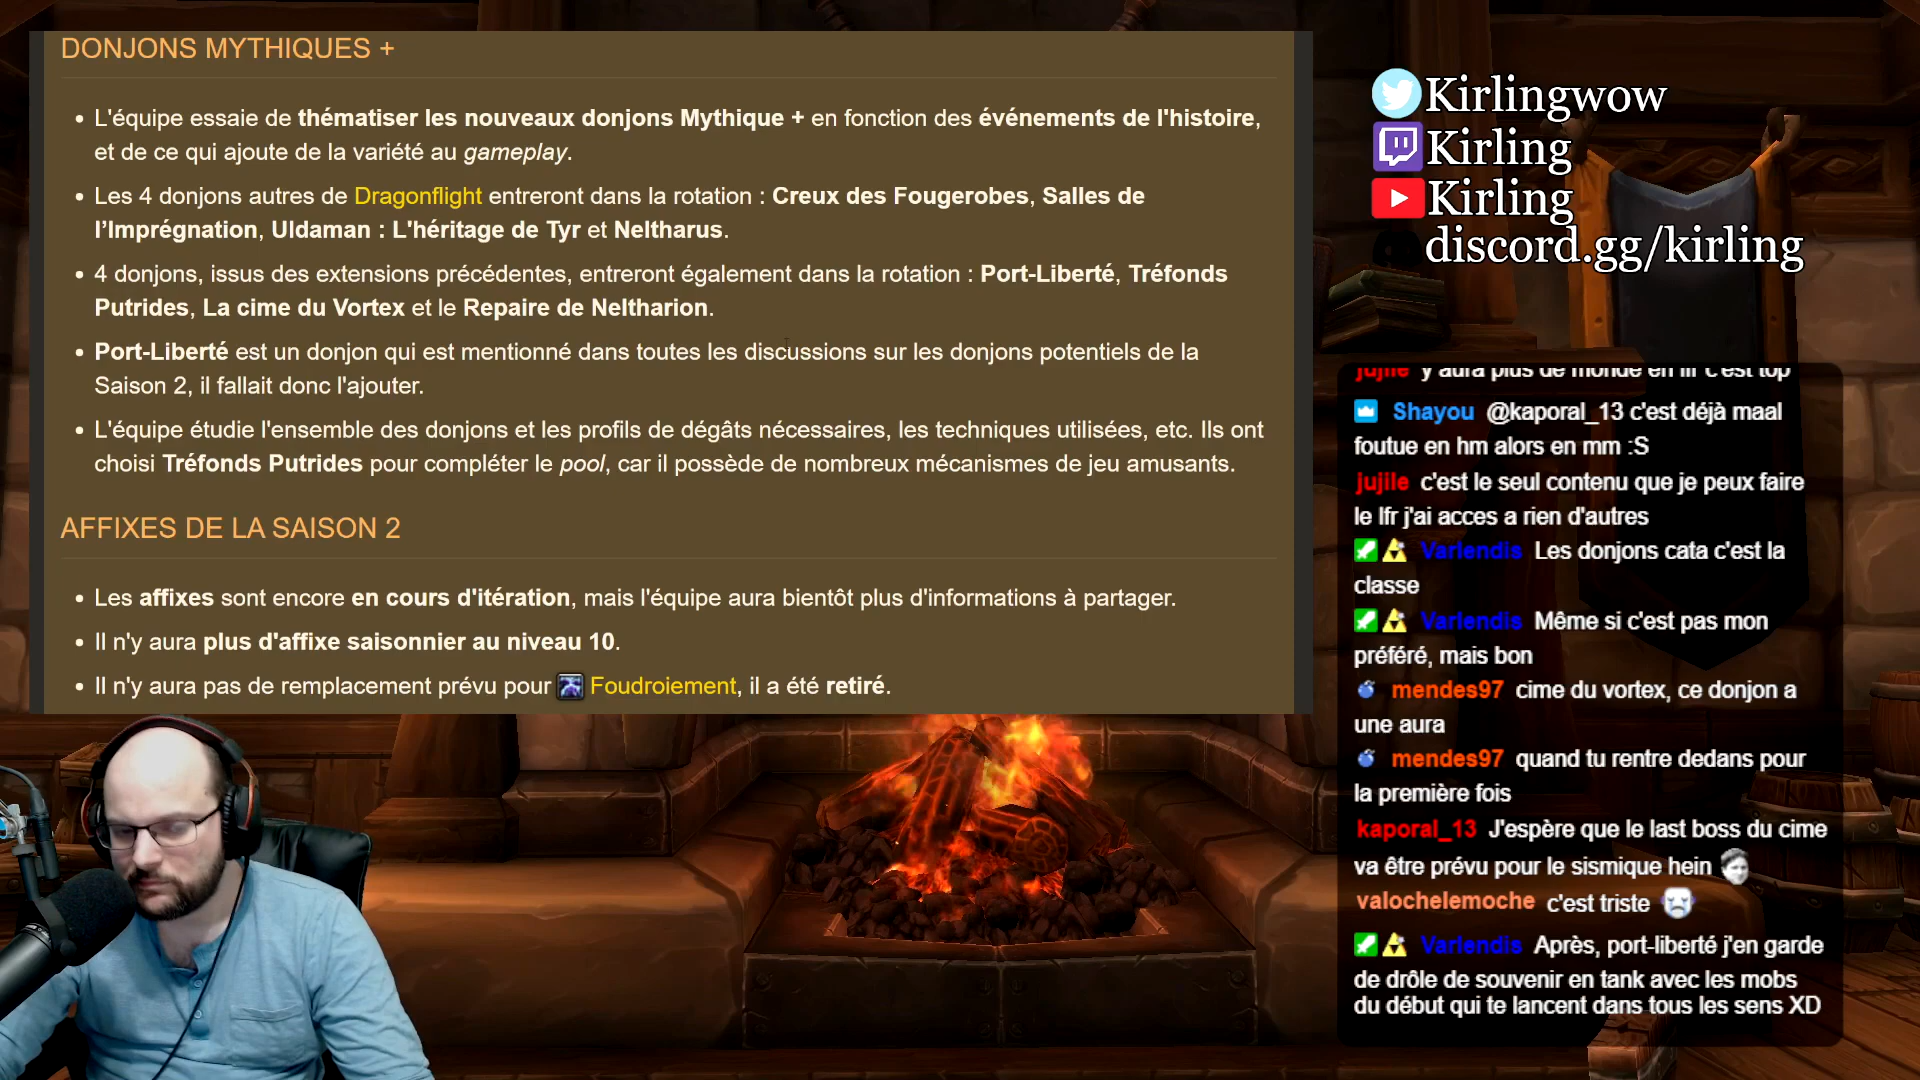 DONJONS MYTHIQUES +
• L'équipe essaie de thématiser les nouveaux donjons Mythique + en fonction des événements de l'histoire,
et de ce qui ajoute de la variété au gameplay.
• Les 4 donjons autres de Dragonflight entreront dans la rotation : Creux des Fougerobes, Salles de
l’Imprégnation, Uldaman : L'héritage de Tyr et Neltharus.
• 4 donjons, issus des extensions précédentes, entreront également dans la rotation : Port-Liberté, Tréfonds
Putrides, La cime du Vortex et le Repaire de Neltharion.
• Port-Liberté est un donjon qui est mentionné dans toutes les discussions sur les donjons potentiels de la
Saison 2, il fallait donc l'ajouter.
• L'équipe étudie l'ensemble des donjons et les profils de dégâts nécessaires, les techniques utilisées, etc. Ils ont
choisi Tréfonds Putrides pour compléter le pool, car il possède de nombreux mécanismes de jeu amusants.
AFFIXES DE LA SAISON 2
• Les affixes sont encore en cours d'itération, mais l'équipe aura bientôt plus d'informations à partager.
• Il n'y aura plus d'affixe saisonnier au niveau 10.
• Il n'y aura pas de remplacement prévu pour Foudroiement, il a été retiré.
Kirlingwow
Kirling
Kirling
discord.gg/kirling
jujile y aura plus de monde en lfr c'est top
Shayou @kaporal_13 c'est déjà maal
foutue en hm alors en mm :S
jujile c'est le seul contenu que je peux faire
le lfr j'ai acces a rien d'autres
Varlendis Les donjons cata c'est la
classe
Varlendis Même si c'est pas mon
préféré, mais bon
mendes97 cime du vortex, ce donjon a
une aura
mendes97 quand tu rentre dedans pour
la première fois
kaporal_13 J'espère que le last boss du cime
va être prévu pour le sismique hein
valochelemoche c'est triste
Varlendis Après, port-liberté j'en garde
de drôle de souvenir en tank avec les mobs
du début qui te lancent dans tous les sens XD